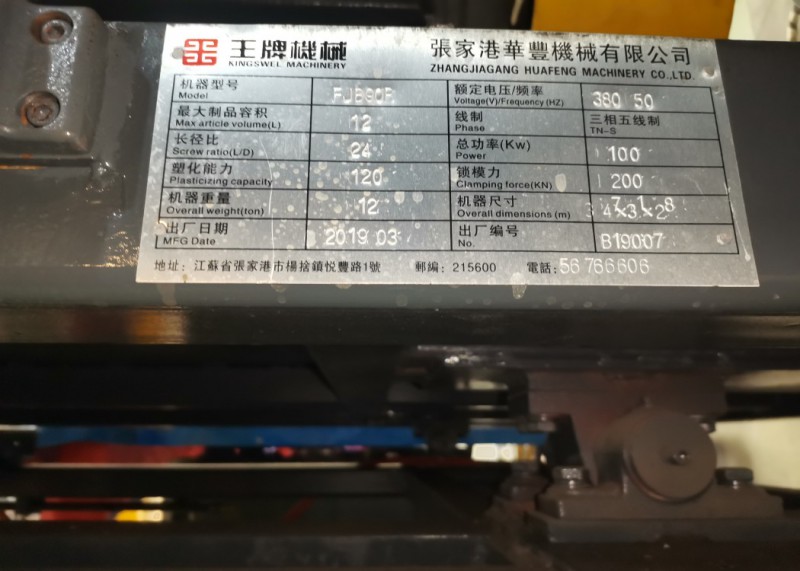 王牌機械 張家港華豐機械有限公司
KINGSWEL MACHINERY ZHANGJIAGANG HUAFENG MACHINERY CO.,LTD.
机器型号 额定电压/频率 380 50
Model Voltage(V)/Frequency(HZ)
最大制品容积 12 线制 三相五线制
Max article volume(L) Phase TN-S
长径比 24 总功率(Kw) 100
Screw ratio(L/D) Power
塑化能力 120 锁模力 200
Plasticizing capacity Clamping force(KN)
机器重量 12 机器尺寸
Overall weight(ton) Overall dimensions (m)
出厂日期 2019 03 出厂编号 B19007
MFG Date No.
地址: 江蘇省張家港市楊捨鎮悦豐路1號 郵編: 215600 電話: 56766606